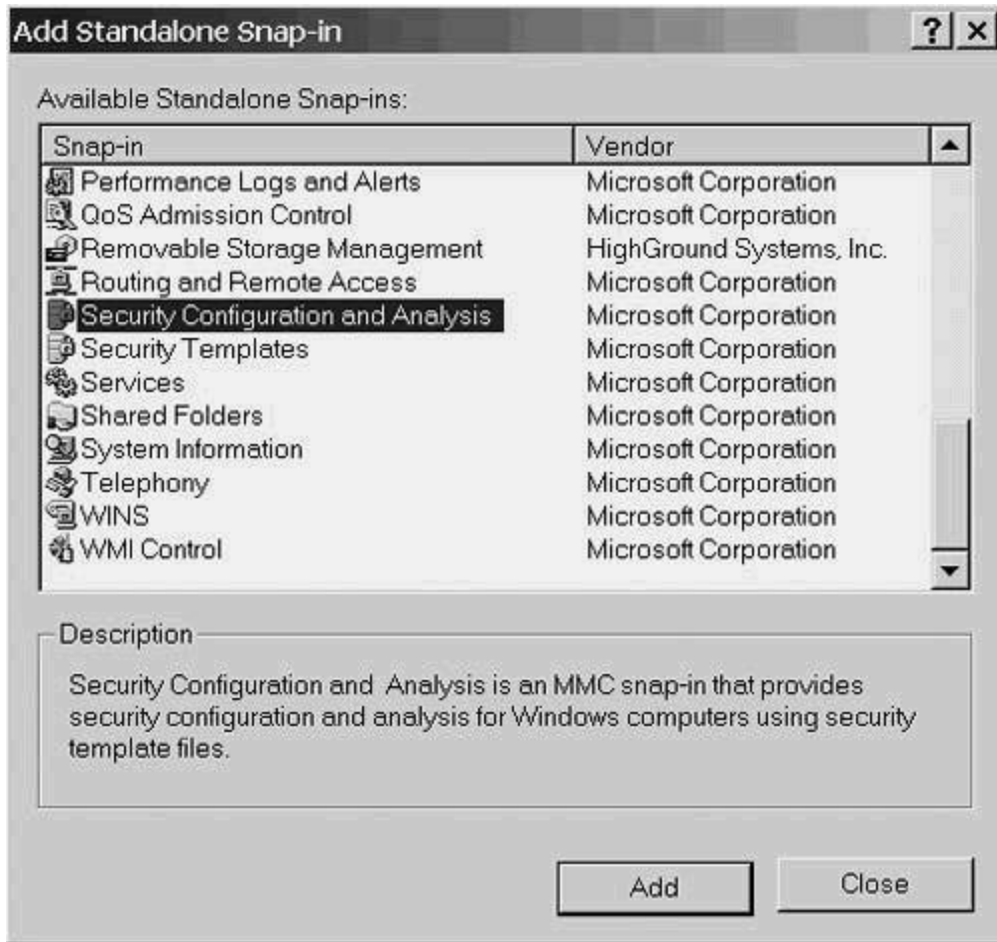 Add Standalone Snap-in
Available Standalone Snap-ins:
Snap-in Vendor
Performance Logs and Alerts Microsoft Corporation
QoS Admission Control Microsoft Corporation
Removable Storage Management HighGround Systems, Inc.
Routing and Remote Access Microsoft Corporation
Security Configuration and Analysis Microsoft Corporation
Security Templates Microsoft Corporation
Services Microsoft Corporation
Shared Folders Microsoft Corporation
System Information Microsoft Corporation
Telephony Microsoft Corporation
WINS Microsoft Corporation
WMI Control Microsoft Corporation
Description
Security Configuration and Analysis is an MMC snap-in that provides
security configuration and analysis for Windows computers using security
template files.
Add Close